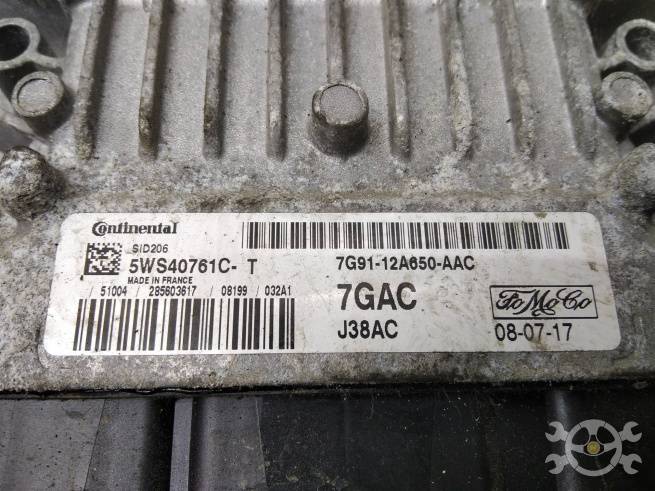 Continental
SID206
5WS40761C- T
MADE IN FRANCE
/ 51004 / 285603617 / 08199 / 032A1
7G91-12A650-AAC
7GAC
J38AC
FoMoCo
08-07-17